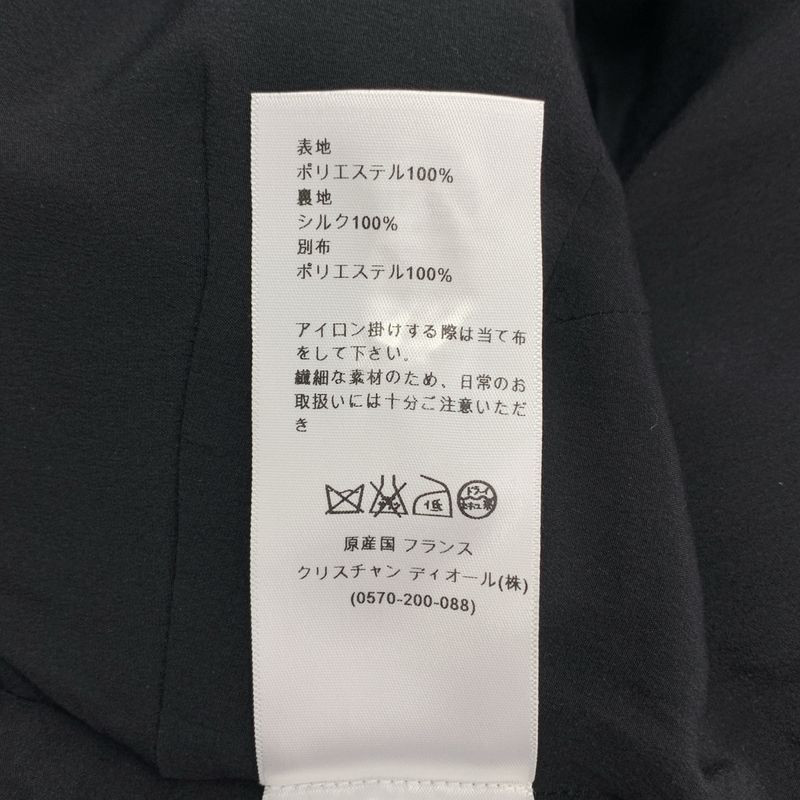 表地
ポリエステル100%
裏地
シルク100%
別布
ポリエステル100%
アイロン掛けする際は当て布
をして下さい。
繊細な素材のため、日常のお
取扱いには十分ご注意いただ
き
低
ドライ
原産国 フランス
クリスチャン ディオール(株)
(0570-200-088)